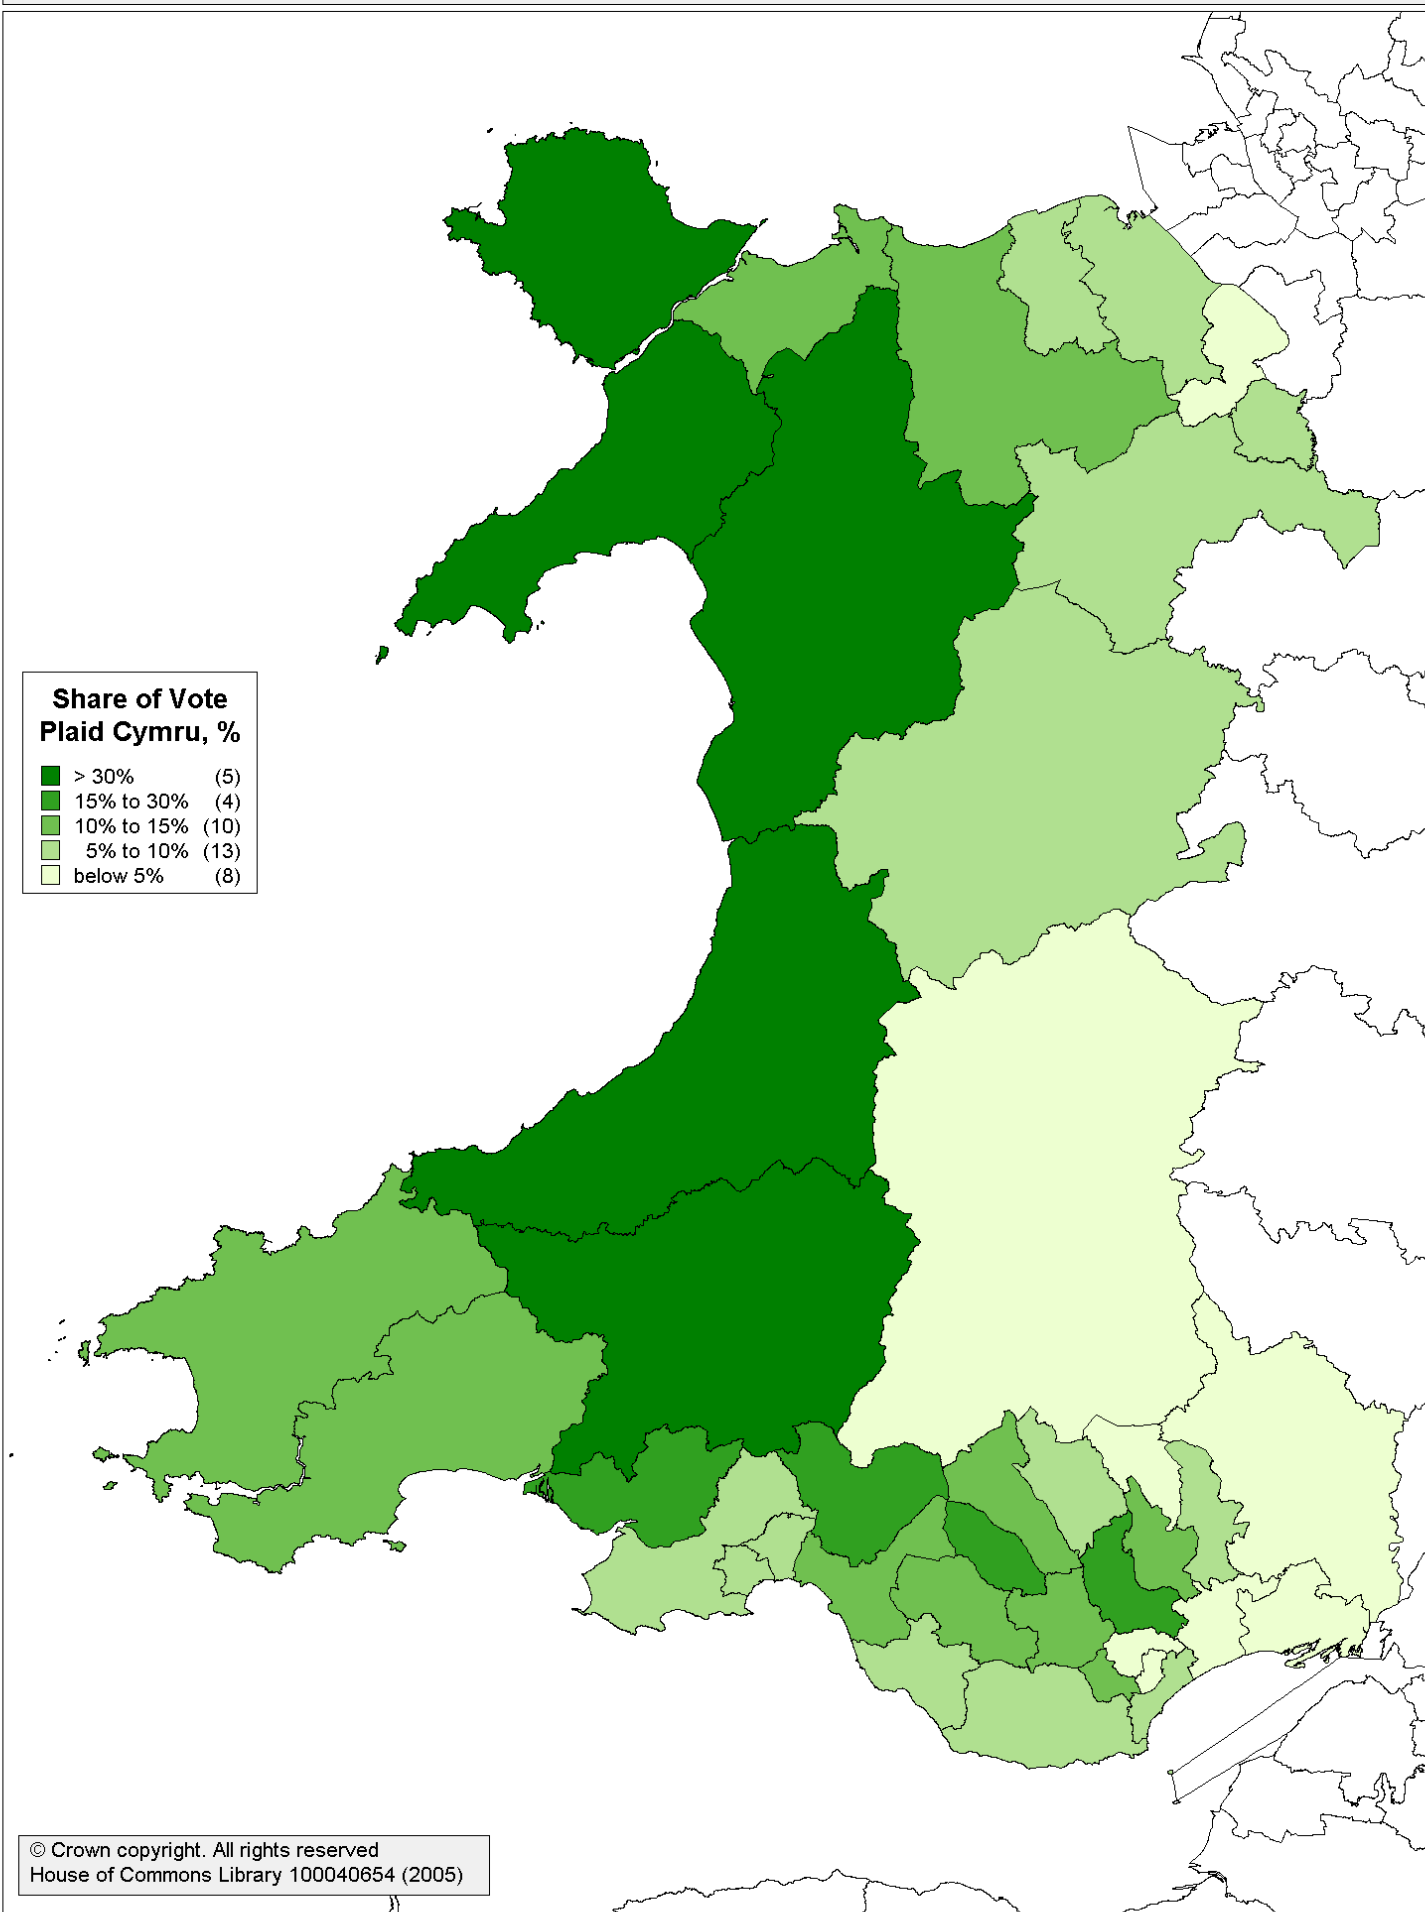 Share of Vote
Plaid Cymru, %
> 30% (5)
15% to 30% (4)
10% to 15% (10)
5% to 10% (13)
below 5% (8)
© Crown copyright. All rights reserved
House of Commons Library 100040654 (2005)